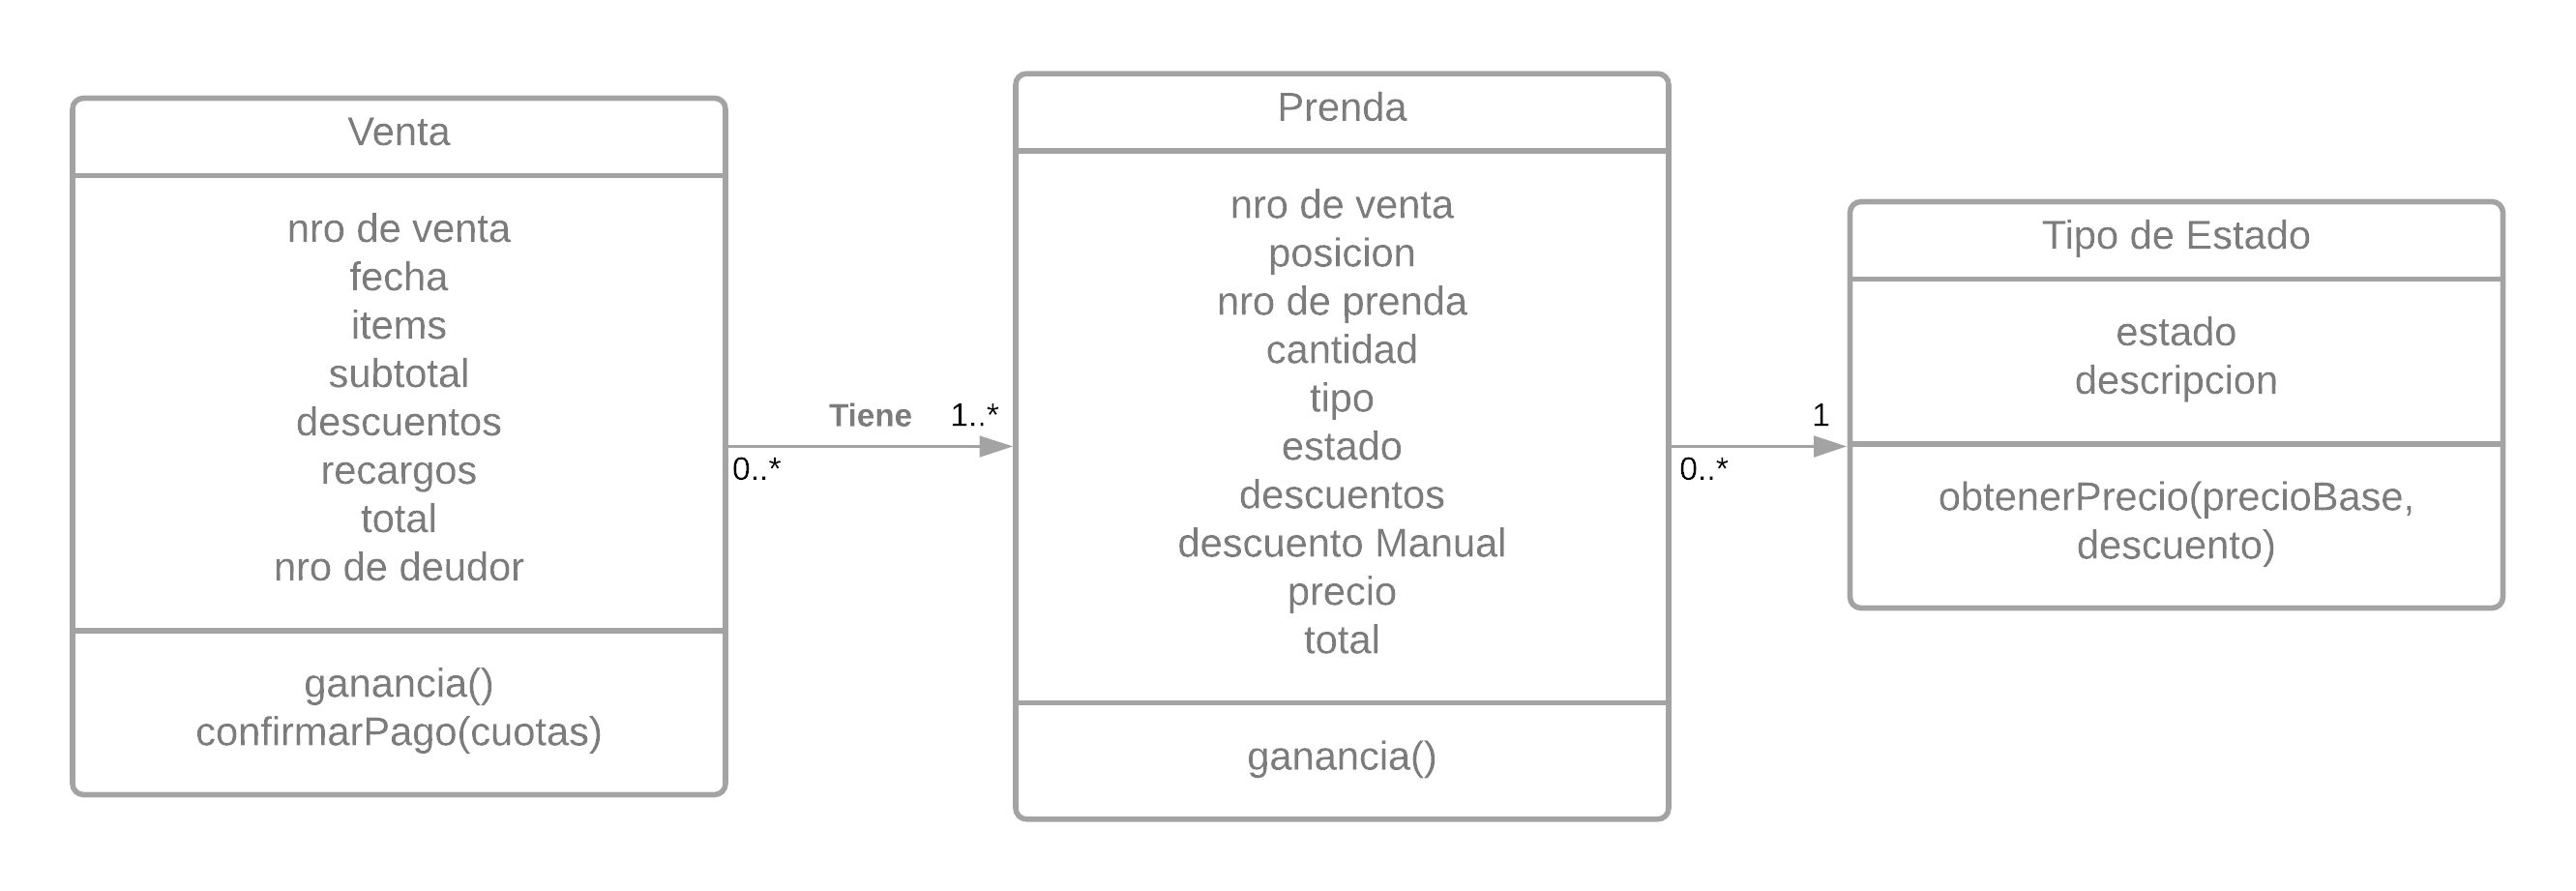 Venta
nro de venta
fecha
items
subtotal
descuentos
recargos
total
nro de deudor
ganancia()
confirmarPago(cuotas)
Tiene
1..*
0..*
Prenda
nro de venta
posicion
nro de prenda
cantidad
tipo
estado
descuentos
descuento Manual
precio
total
ganancia()
1
0..*
Tipo de Estado
estado
descripcion
obtenerPrecio(precioBase,
descuento)